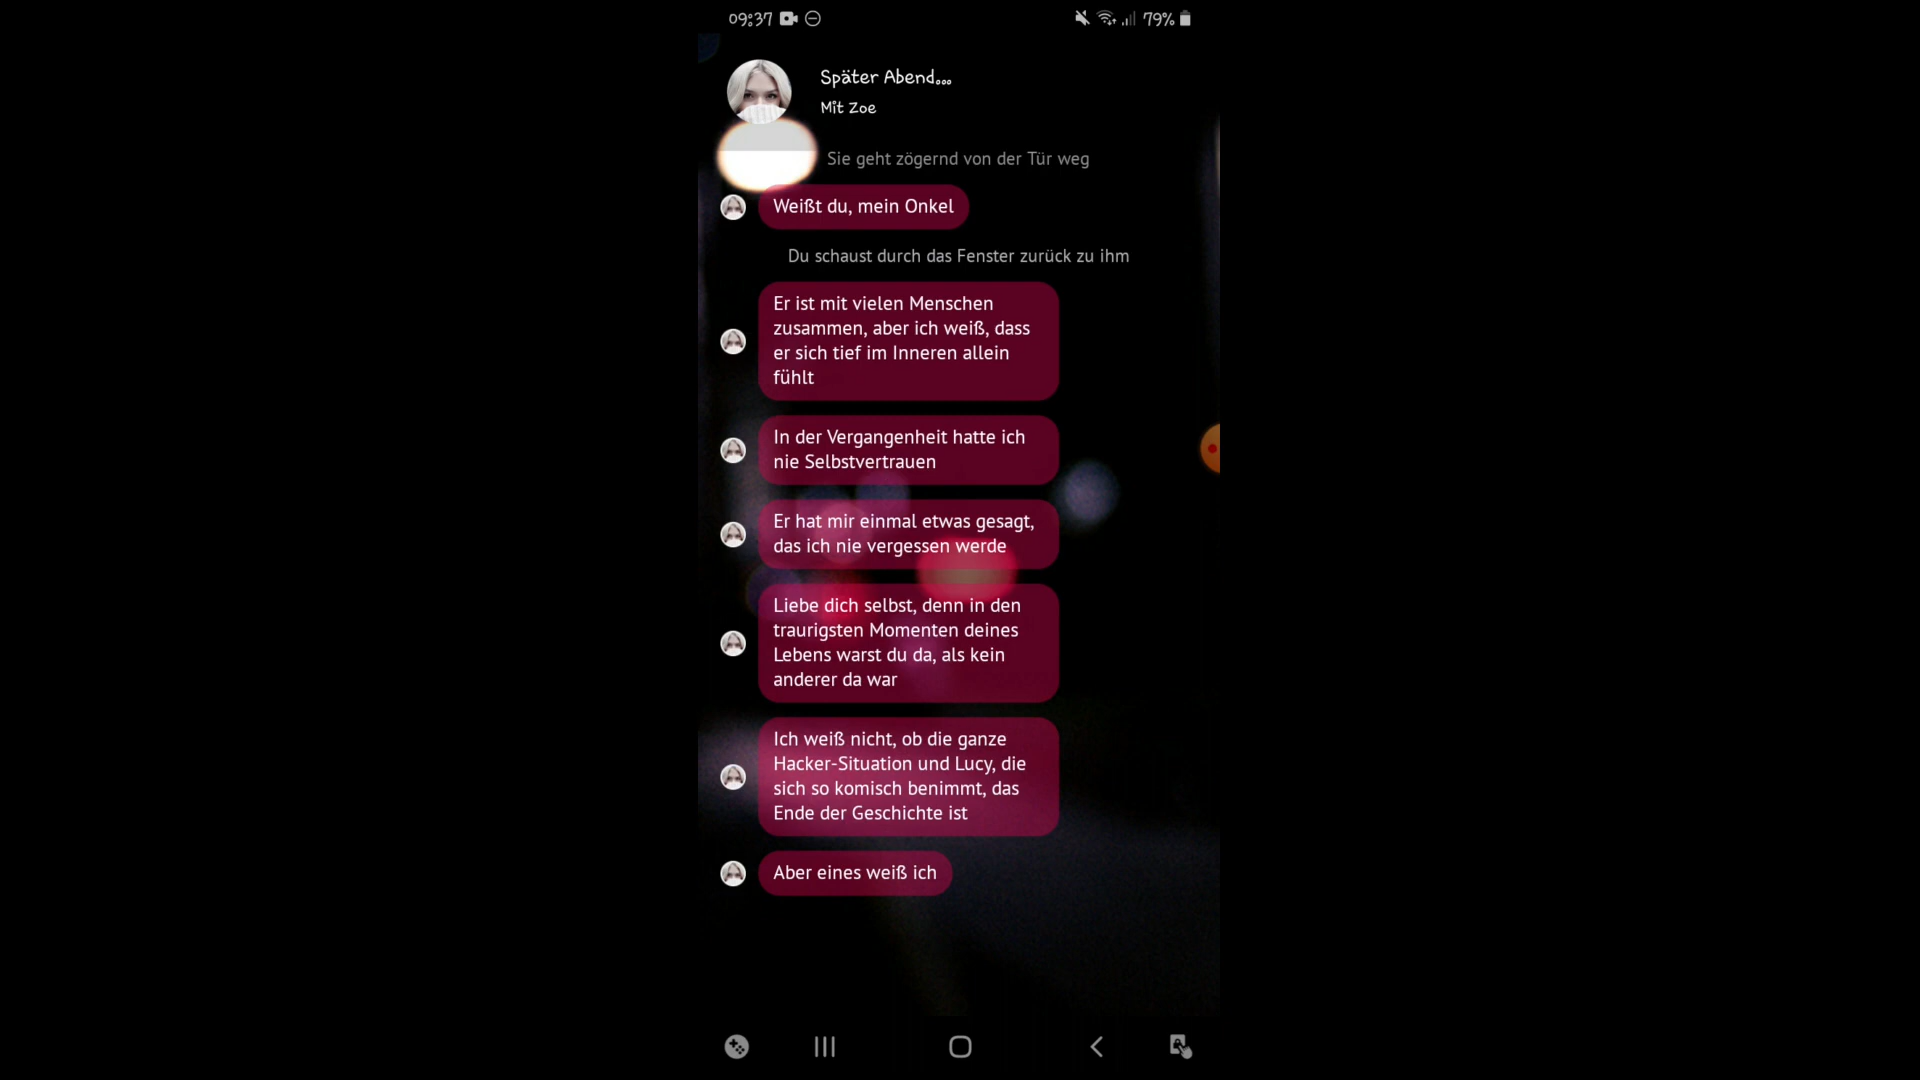 09:37
79%
Später Abend...
Mit Zoe
Sie geht zögernd von der Tür weg
Weißt du, mein Onkel
Du schaust durch das Fenster zurück zu ihm
Er ist mit vielen Menschen
zusammen, aber ich weiß, dass
er sich tief im Inneren allein
fühlt
In der Vergangenheit hatte ich
nie Selbstvertrauen
Er hat mir einmal etwas gesagt,
das ich nie vergessen werde
Liebe dich selbst, denn in den
traurigsten Momenten deines
Lebens warst du da, als kein
anderer da war
Ich weiß nicht, ob die ganze
Hacker-Situation und Lucy, die
sich so komisch benimmt, das
Ende der Geschichte ist
Aber eines weiß ich